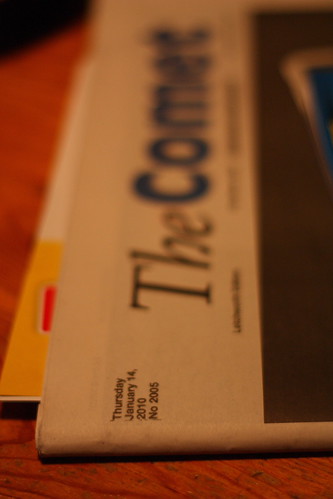 The Comet
Thursday
January 14,
2010
No 2005